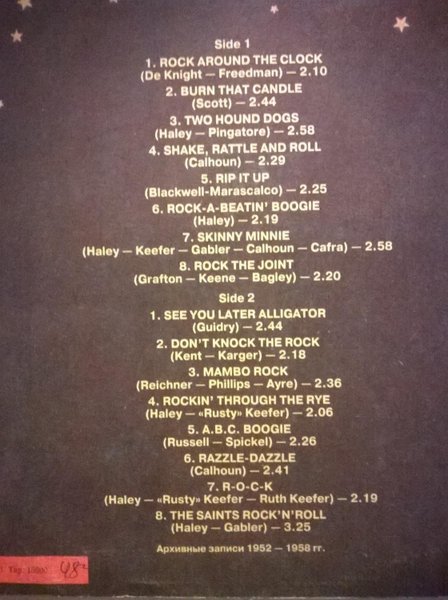 Side 1
1. ROCK AROUND THE CLOCK
(De Knight — Freedman) — 2.10
2. BURN THAT CANDLE
(Scott) — 2.44
3. TWO HOUND DOGS
(Haley — Pingatore) — 2.58
4. SHAKE, RATTLE AND ROLL
(Calhoun) — 2.29
5. RIP IT UP
(Blackwell-Marascalco) — 2.25
6. ROCK-A-BEATIN' BOOGIE
(Haley) — 2.19
7. SKINNY MINNIE
(Haley — Keefer — Gabler — Calhoun — Cafra) — 2.58
8. ROCK THE JOINT
(Grafton — Keene — Bagley) — 2.20
Side 2
1. SEE YOU LATER ALLIGATOR
(Guidry) — 2.44
2. DON'T KNOCK THE ROCK
(Kent — Karger) — 2.18
3. MAMBO ROCK
(Reichner — Phillips — Ayre) — 2.36
4. ROCKIN' THROUGH THE RYE
(Haley — «Rusty» Keefer) — 2.06
5. A.B.C. BOOGIE
(Russell — Spickel) — 2.26
6. RAZZLE-DAZZLE
(Calhoun) — 2.41
7. R-O-C-K
(Haley — «Rusty» Keefer — Ruth Keefer) — 2.19
8. THE SAINTS ROCK'N'ROLL
(Haley — Gabler) — 3.25
Архивные записи 1952 — 1958 гг.